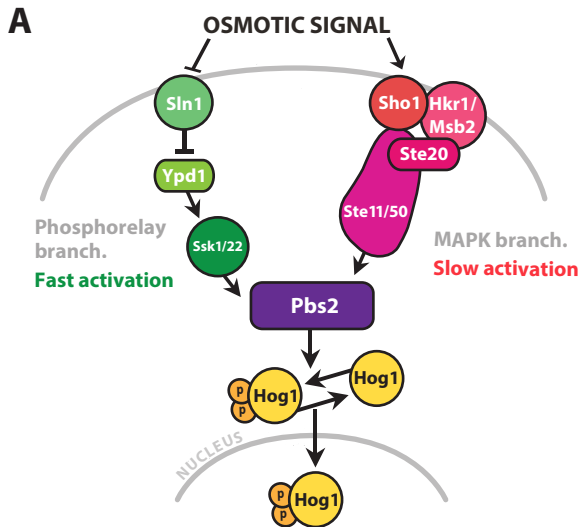 A
OSMOTIC SIGNAL
Sln1
Sho1
Hkr1/
Msb2
Ste20
Ypd1
Ste11/50
Phosphorelay
branch.
Fast activation
Ssk1/22
MAPK branch.
Slow activation
Pbs2
Hog1
P
P
Hog1
NUCLEUS
P
P
Hog1